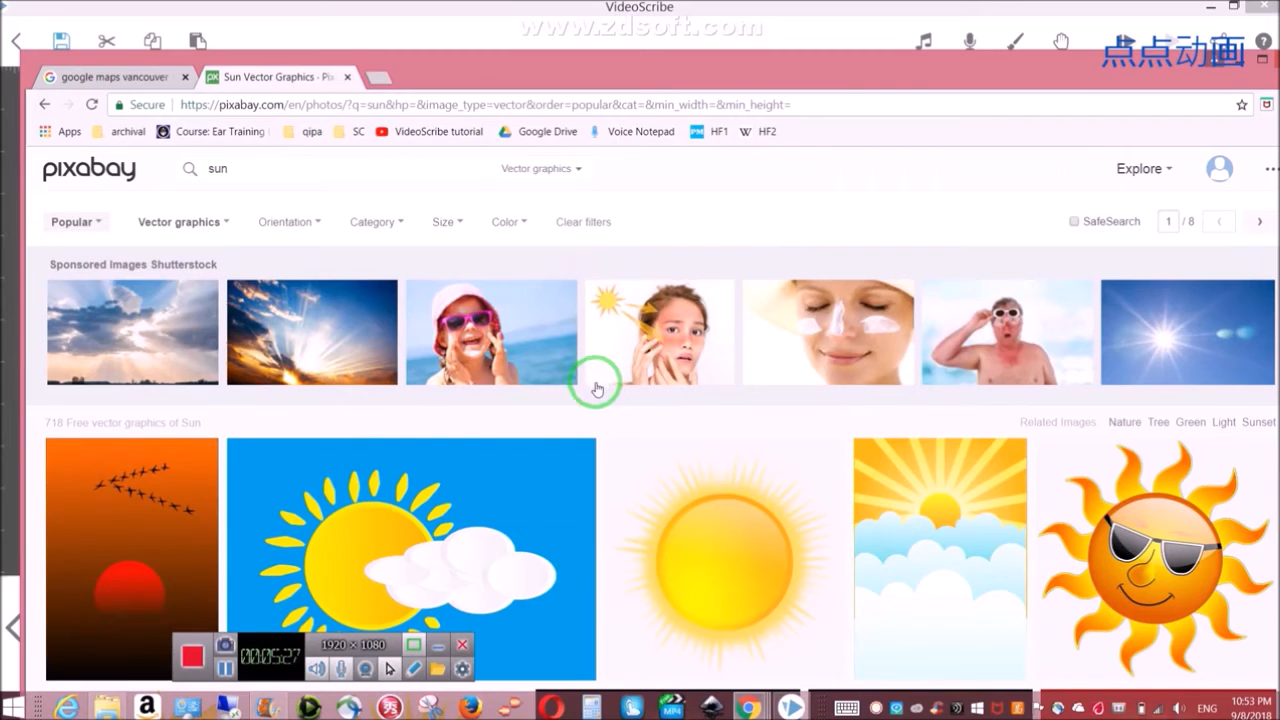 VideoScribe
www.zdsoft.com
点点动画
google maps vancouver
Sun Vector Graphics - Pix
Secure https://pixabay.com/en/photos/?q=sun&hp=&image_type=vector&order=popular&cat=&min_width=&min_height=
Apps archival Course: Ear Training qipa SC VideoScribe tutorial Google Drive Voice Notepad PM HF1 W HF2
pixabay sun Vector graphics Explore
Popular Vector graphics Orientation Category Size Color Clear filters SafeSearch 1 / 8
Sponsored Images Shutterstock
718 Free vector graphics of Sun Related Images: Nature Tree Green Light Sunset
1920 × 1080
00:05:27
MP4
ENG
10:53 PM
9/8/2018